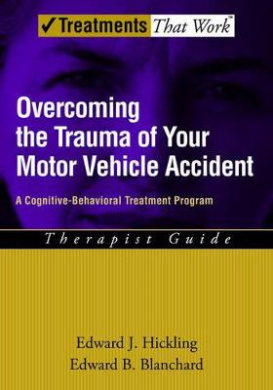 ✓Treatments That Work™
Overcoming
the Trauma of Your
Motor Vehicle Accident
A Cognitive-Behavioral Treatment Program
Therapist Guide
Edward J. Hickling
Edward B. Blanchard